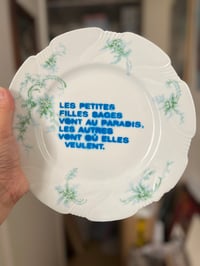 LES PETITES
FILLES SAGES
VONT AU PARADIS,
LES AUTRES
VONT OÙ ELLES
VEULENT.